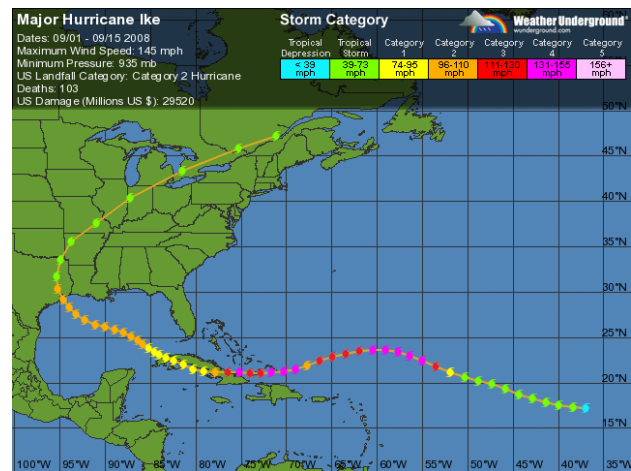 Major Hurricane Ike
Dates: 09/01 - 09/15 2008
Maximum Wind Speed: 145 mph
Minimum Pressure: 935 mb
US Landfall Category: Category 2 Hurricane
Deaths: 103
US Damage (Millions US $): 29520
Storm Category
Weather Underground
wunderground.com
Tropical Depression
Tropical Storm
Category 1
Category 2
Category 3
Category 4
Category 5
< 39 mph
39-73 mph
74-95 mph
96-110 mph
111-130 mph
131-155 mph
156+ mph
50°N
45°N
40°N
35°N
30°N
25°N
20°N
15°N
100°W 95°W 90°W 85°W 80°W 75°W 70°W 65°W 60°W 55°W 50°W 45°W 40°W 35°W